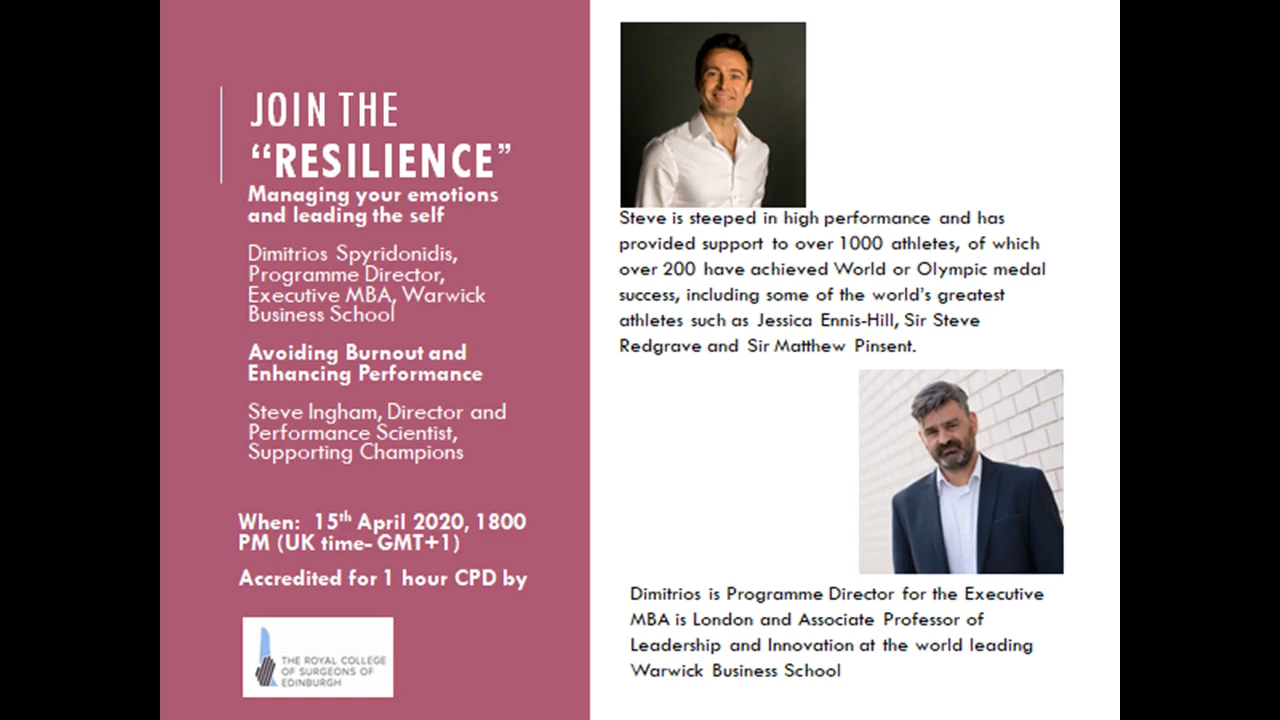 JOIN THE
“RESILIENCE”
Managing your emotions
and leading the self
Dimitrios Spyridonidis,
Programme Director,
Executive MBA, Warwick
Business School
Avoiding Burnout and
Enhancing Performance
Steve Ingham, Director and
Performance Scientist,
Supporting Champions
When: 15th April 2020, 1800
PM (UK time- GMT+1)
Accredited for 1 hour CPD by
THE ROYAL COLLEGE
OF SURGEONS OF
EDINBURGH
Steve is steeped in high performance and has
provided support to over 1000 athletes, of which
over 200 have achieved World or Olympic medal
success, including some of the world’s greatest
athletes such as Jessica Ennis-Hill, Sir Steve
Redgrave and Sir Matthew Pinsent.
Dimitrios is Programme Director for the Executive
MBA is London and Associate Professor of
Leadership and Innovation at the world leading
Warwick Business School